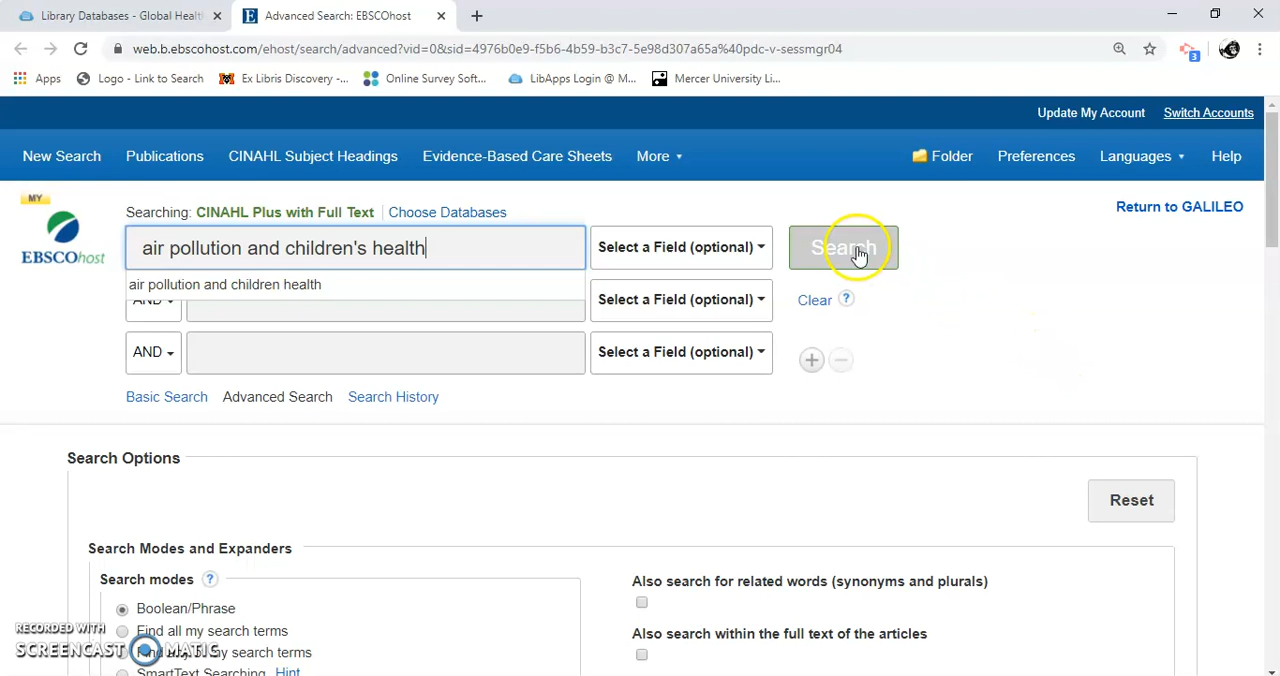 Library Databases - Global Healt
Advanced Search: EBSCOhost
web.b.ebscohost.com/ehost/search/advanced?vid=0&sid=4976b0e9-f5b6-4b59-b3c7-5e98d307a65a%40pdc-v-sessmgr04
3
Apps
Logo - Link to Search
Ex Libris Discovery -...
Online Survey Soft...
LibApps Login @ M...
Mercer University Li...
Update My Account
Switch Accounts
New Search
Publications
CINAHL Subject Headings
Evidence-Based Care Sheets
More
Folder
Preferences
Languages
Help
MY
EBSCOhost
Searching: CINAHL Plus with Full Text
Choose Databases
Return to GALILEO
air pollution and children's health
Select a Field (optional)
Search
air pollution and children health
AND
Select a Field (optional)
Clear
?
AND
Select a Field (optional)
Basic Search
Advanced Search
Search History
Search Options
Reset
Search Modes and Expanders
Search modes
?
Boolean/Phrase
Find all my search terms
my search terms
SmartText Searching
Hint
Also search for related words (synonyms and plurals)
Also search within the full text of the articles
RECORDED WITH
SCREENCAST MATIC